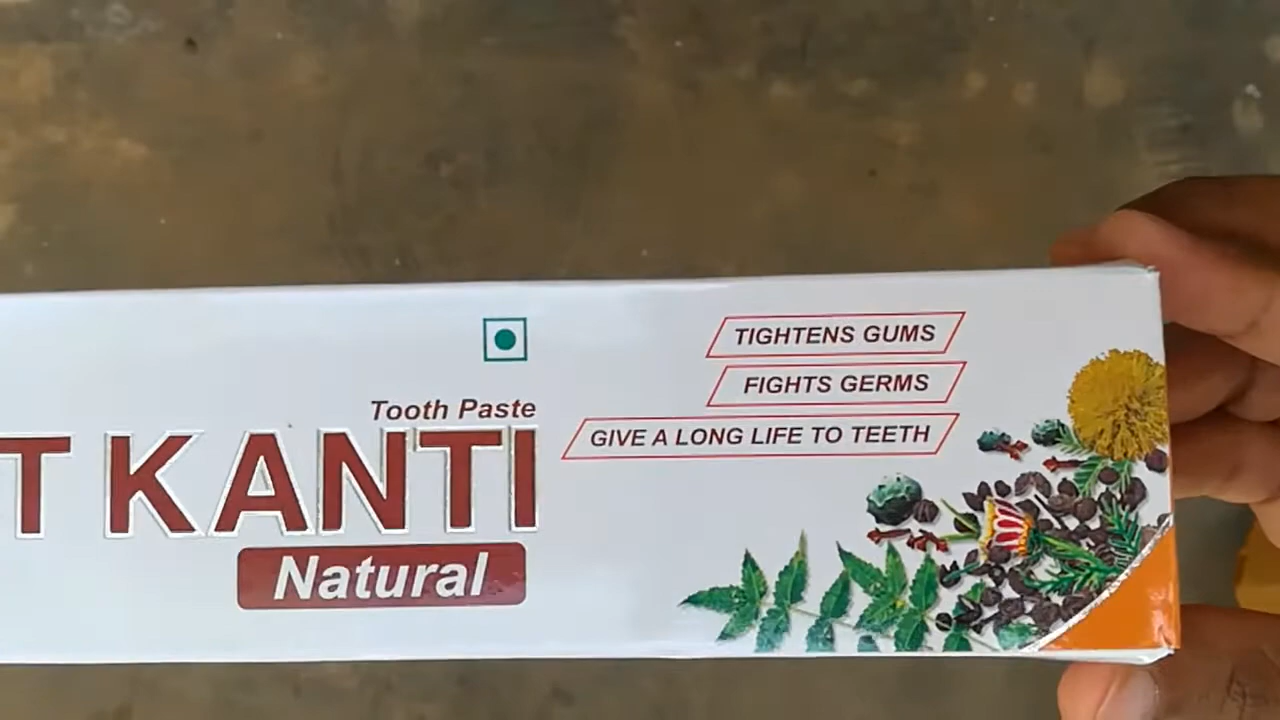 Tooth Paste
T KANTI
Natural
TIGHTENS GUMS
FIGHTS GERMS
GIVE A LONG LIFE TO TEETH